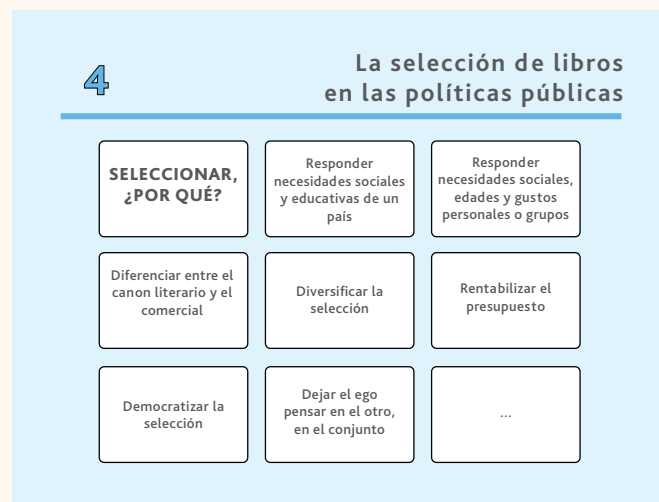 4
La selección de libros
en las políticas públicas
SELECCIONAR,
¿POR QUÉ?
Responder
necesidades sociales
y educativas de un
país
Responder
necesidades sociales,
edades y gustos
personales o grupos
Diferenciar entre el
canon literario y el
comercial
Diversificar la
selección
Rentabilizar el
presupuesto
Democratizar la
selección
Dejar el ego
pensar en el otro,
en el conjunto
...